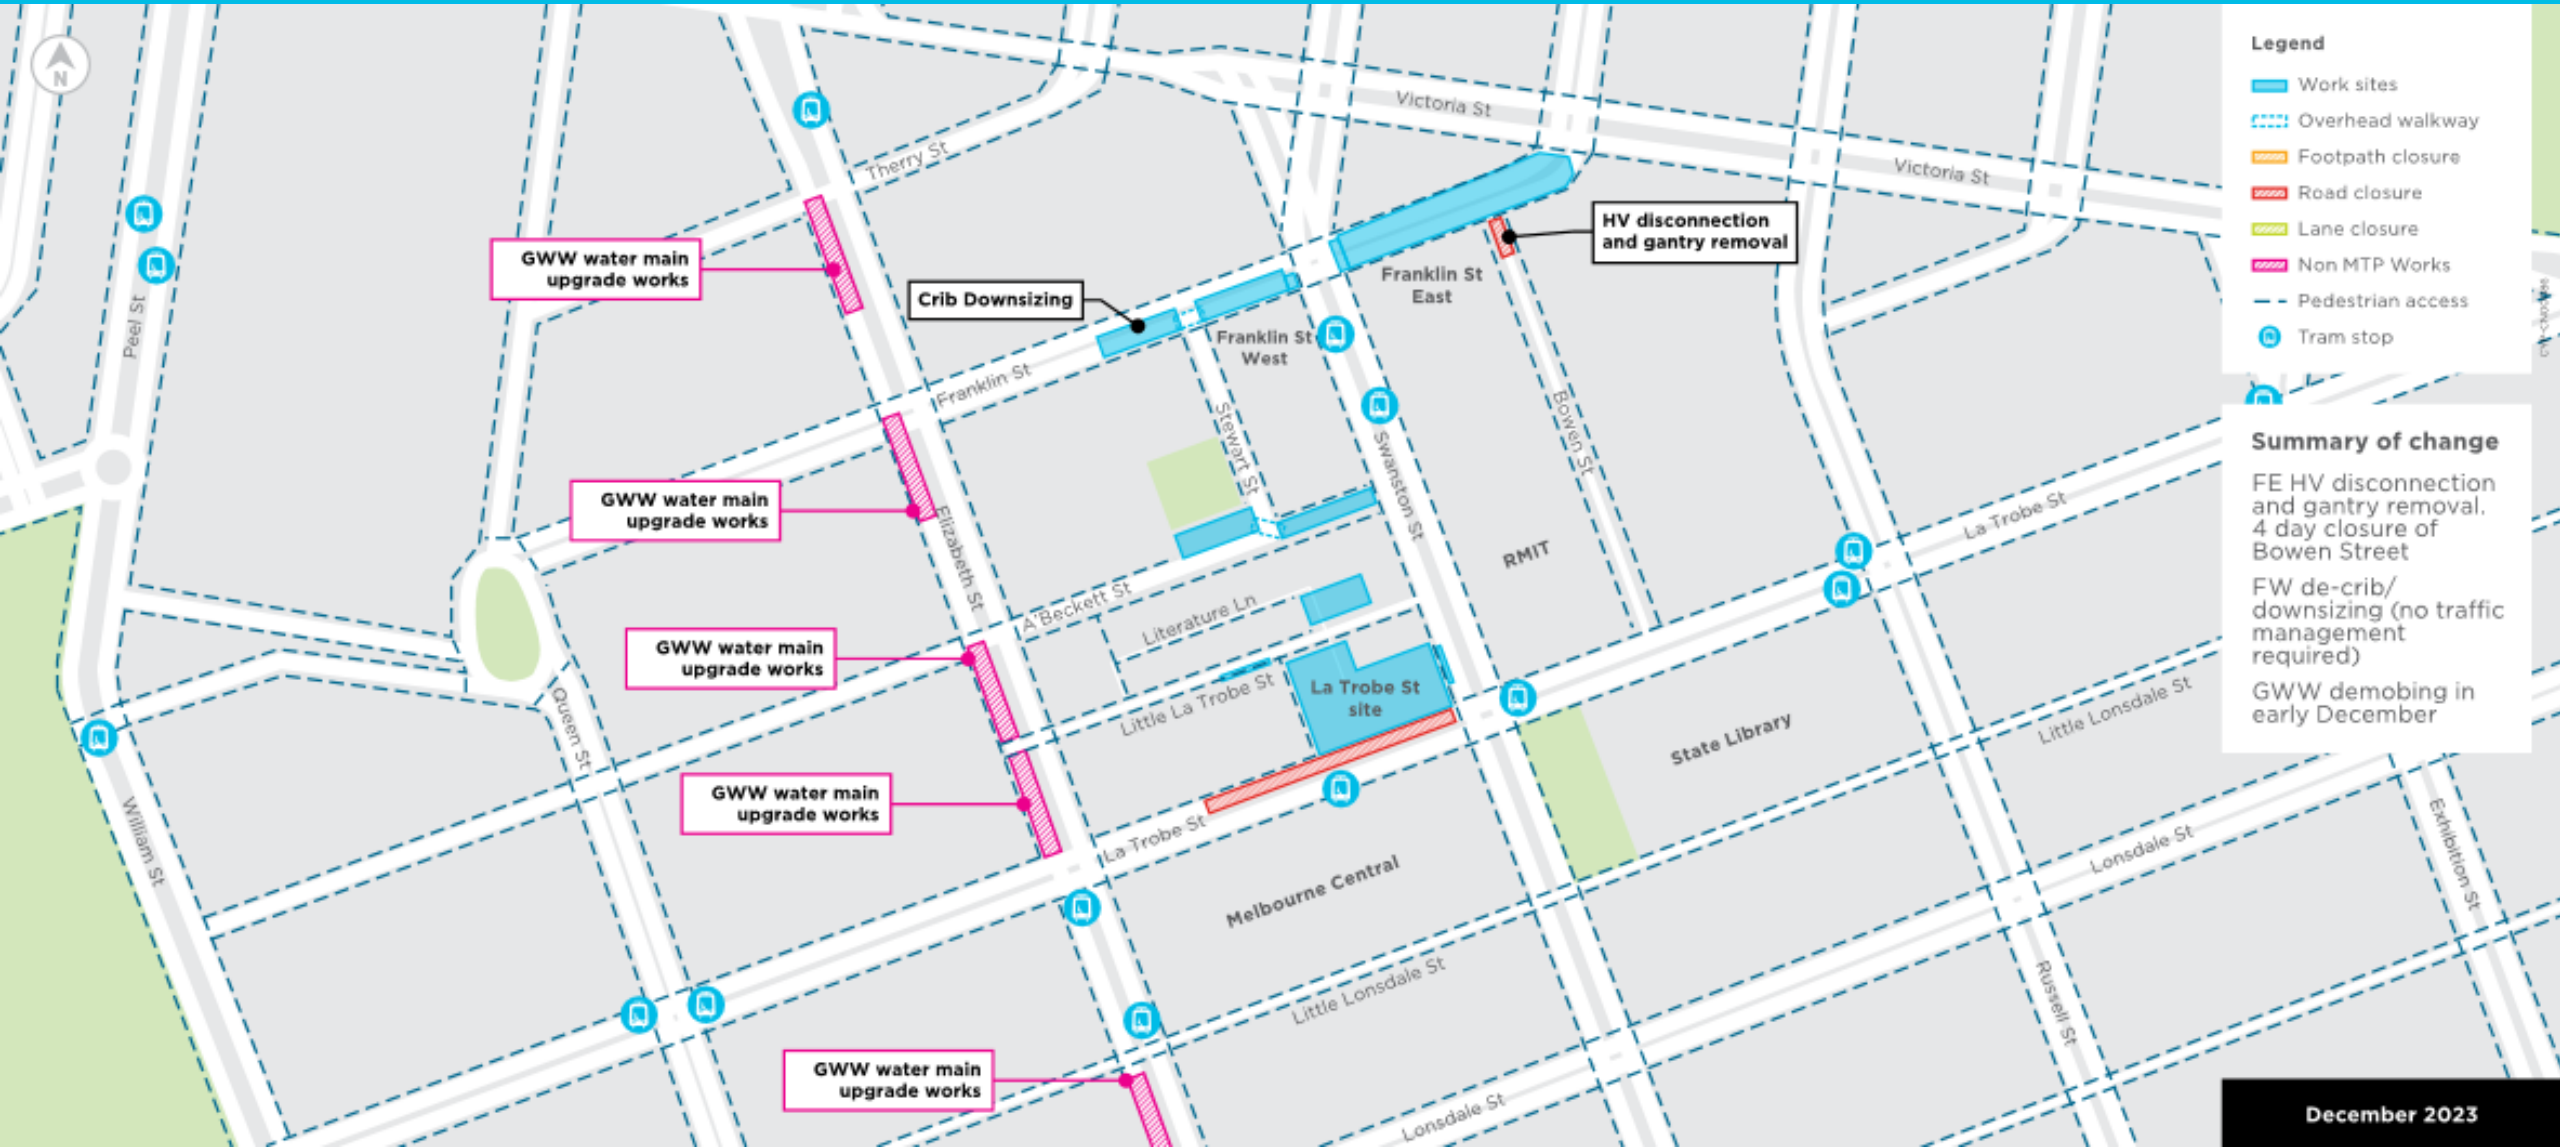 N
Legend
Work sites
Overhead walkway
Footpath closure
Road closure
Lane closure
Non MTP Works
Pedestrian access
Tram stop
Summary of change
FE HV disconnection
and gantry removal.
4 day closure of
Bowen Street
FW de-crib/
downsizing (no traffic
management
required)
GWW demobing in
early December
December 2023
Victoria St
Victoria St
Therry St
HV disconnection
and gantry removal
GWW water main
upgrade works
Crib Downsizing
Franklin St
East
Franklin St
West
Peel St
Franklin St
Stewart St
Bowen St
Swanston St
GWW water main
upgrade works
Elizabeth St
La Trobe St
RMIT
A'Beckett St
Literature Ln
GWW water main
upgrade works
Little La Trobe St
La Trobe St
site
Queen St
State Library
Little Lonsdale St
GWW water main
upgrade works
William St
La Trobe St
Melbourne Central
Lonsdale St
Exhibition St
Little Lonsdale St
Russell St
GWW water main
upgrade works
Lonsdale St